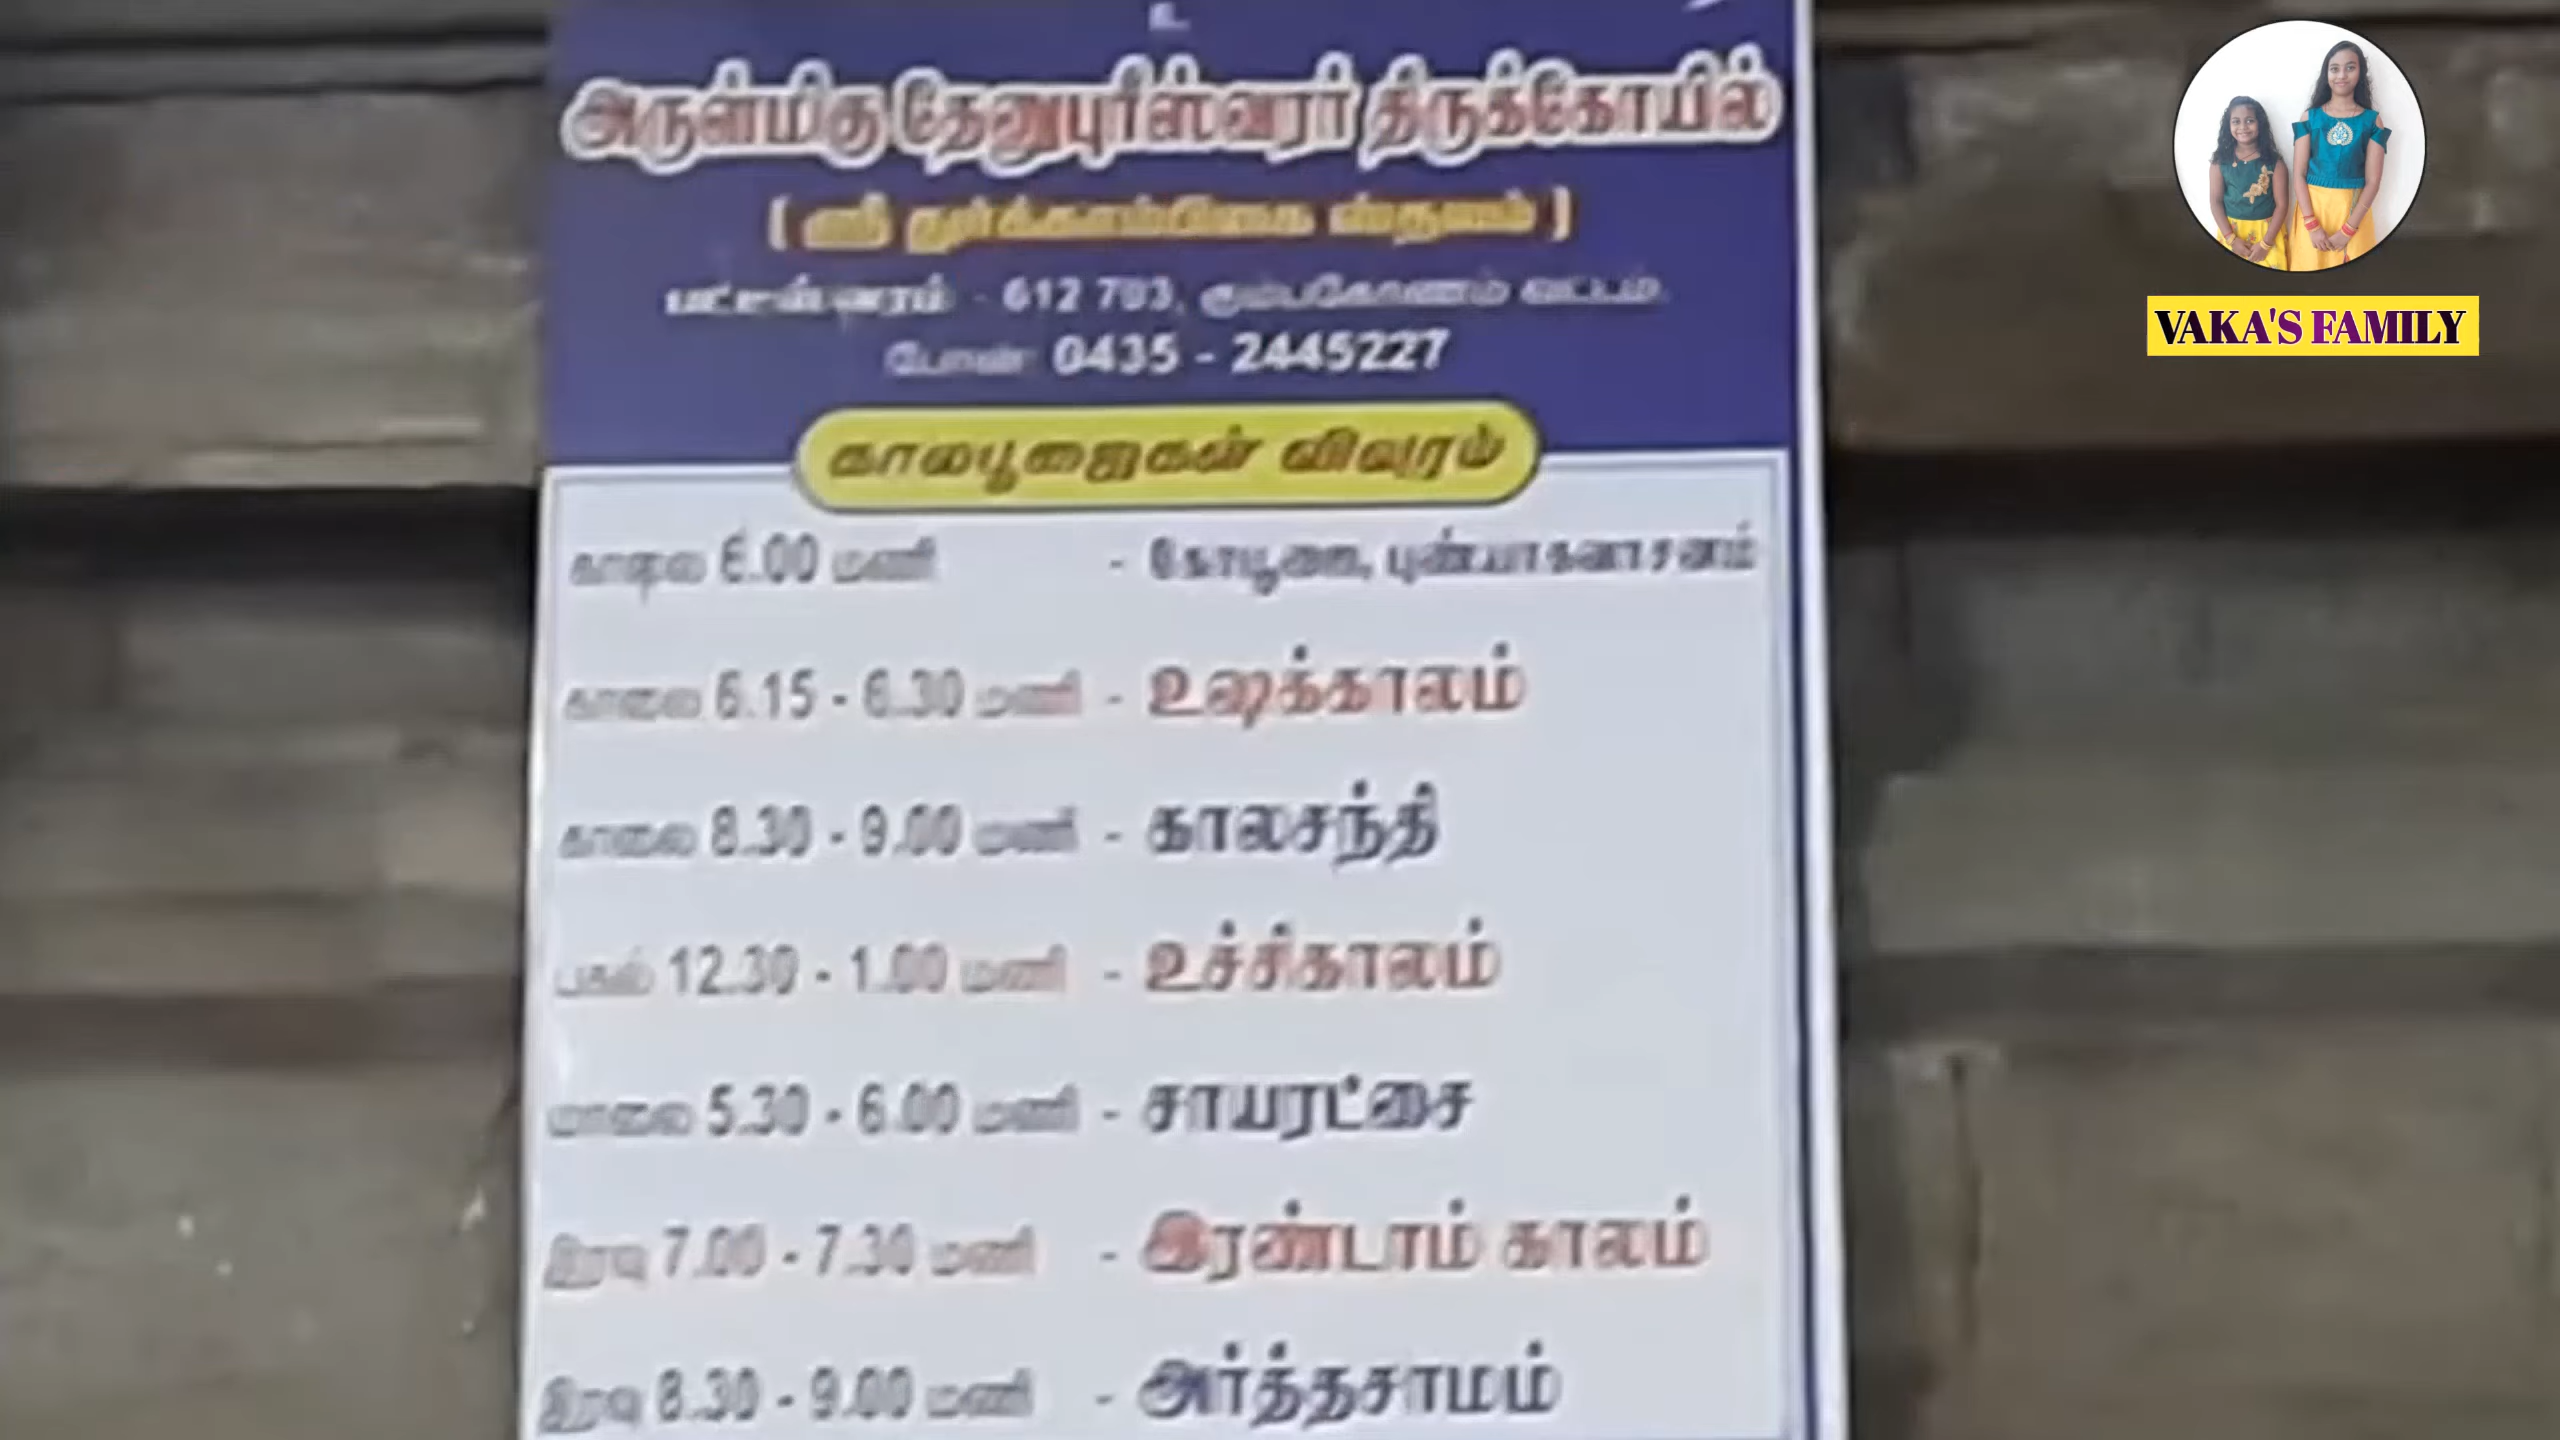 உ
அருள்மிகு தேனுபுரீஸ்வரர் திருக்கோயில்
( ஸ்ரீ துர்க்காம்பிகை ஸ்தலம் )
பட்டீஸ்வரம் - 612 703, கும்பகோணம் வட்டம்.
போன்: 0435 - 2445227
காலபூஜைகள் விவரம்
காலை 6.00 மணி - கோபூஜை, புண்யாகவாசனம்
காலை 6.15 - 6.30 மணி - உஷக்காலம்
காலை 8.30 - 9.00 மணி - காலசந்தி
பகல் 12.30 - 1.00 மணி - உச்சிகாலம்
மாலை 5.30 - 6.00 மணி - சாயரட்சை
இரவு 7.00 - 7.30 மணி - இரண்டாம் காலம்
இரவு 8.30 - 9.00 மணி - அர்த்தசாமம்
VAKA'S FAMILY